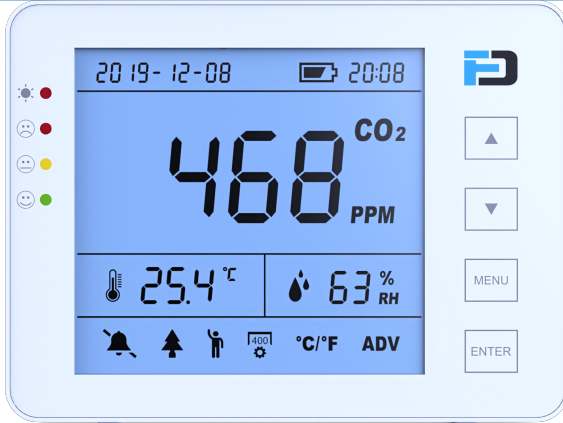 2019-12-08 20:08
CO2
468
PPM
25.4 °C 63 % RH
400 °C/°F ADV
MENU
ENTER